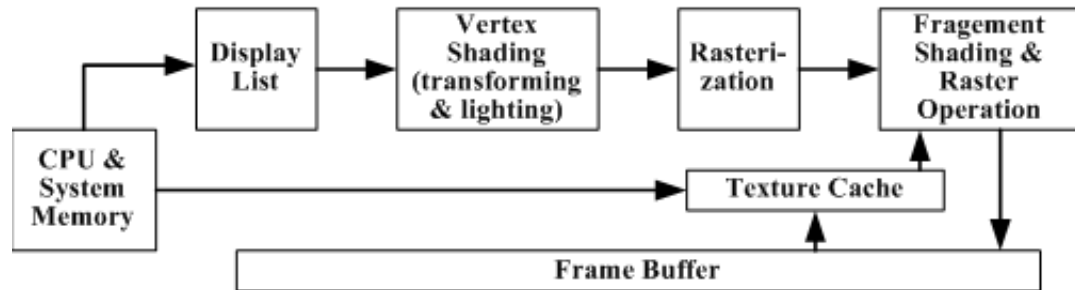 Display
List
Vertex
Shading
(transforming
& lighting)
Rasteri-
zation
Fragement
Shading &
Raster
Operation
CPU &
System
Memory
Texture Cache
Frame Buffer